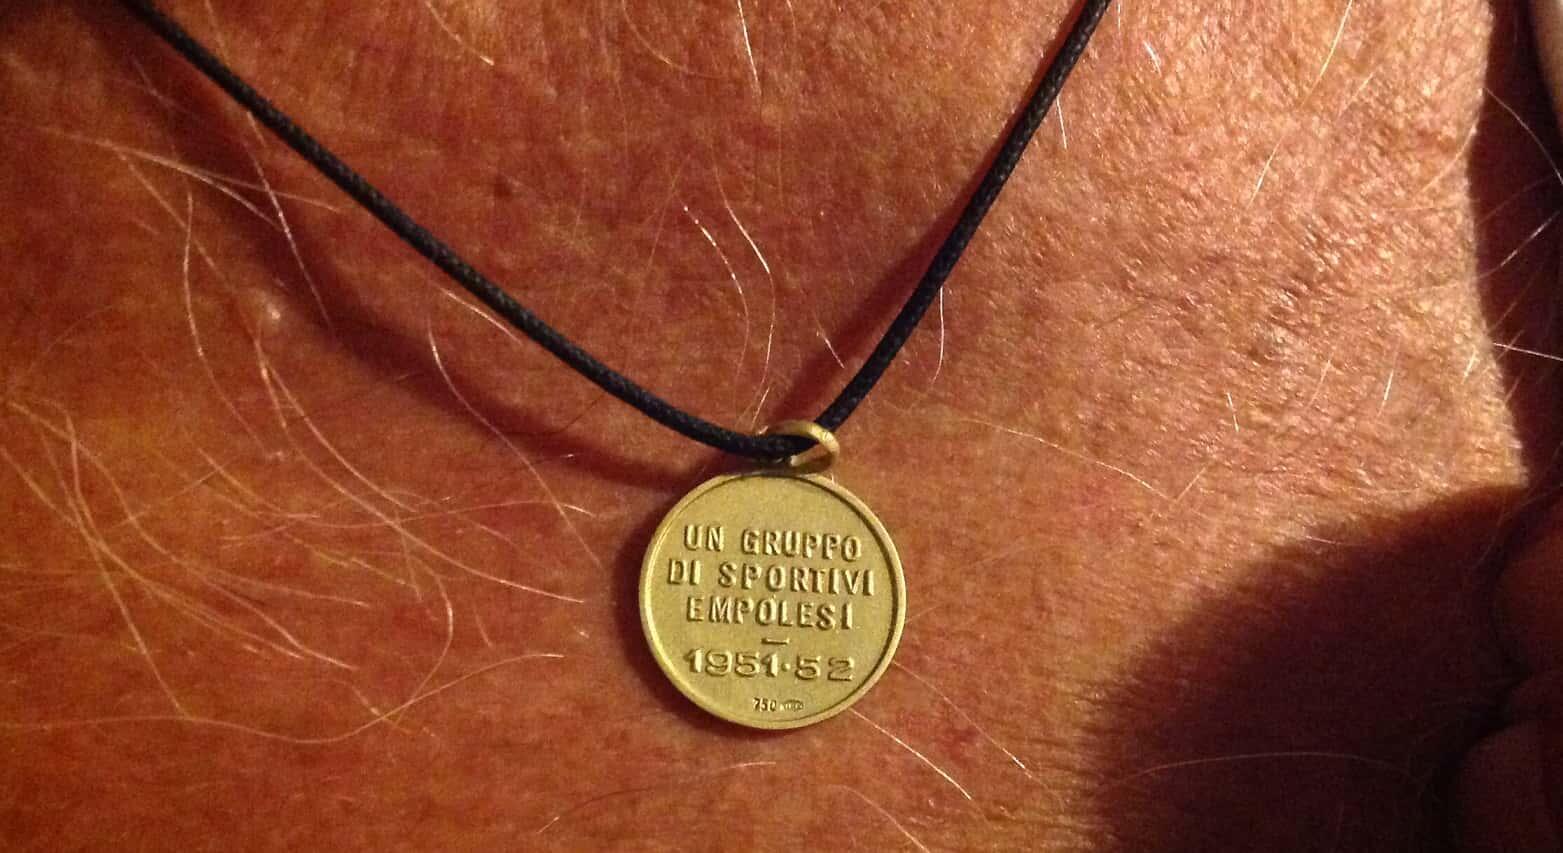 UN GRUPPO
DI SPORTIVI
EMPOLESI
—
1951·52
750